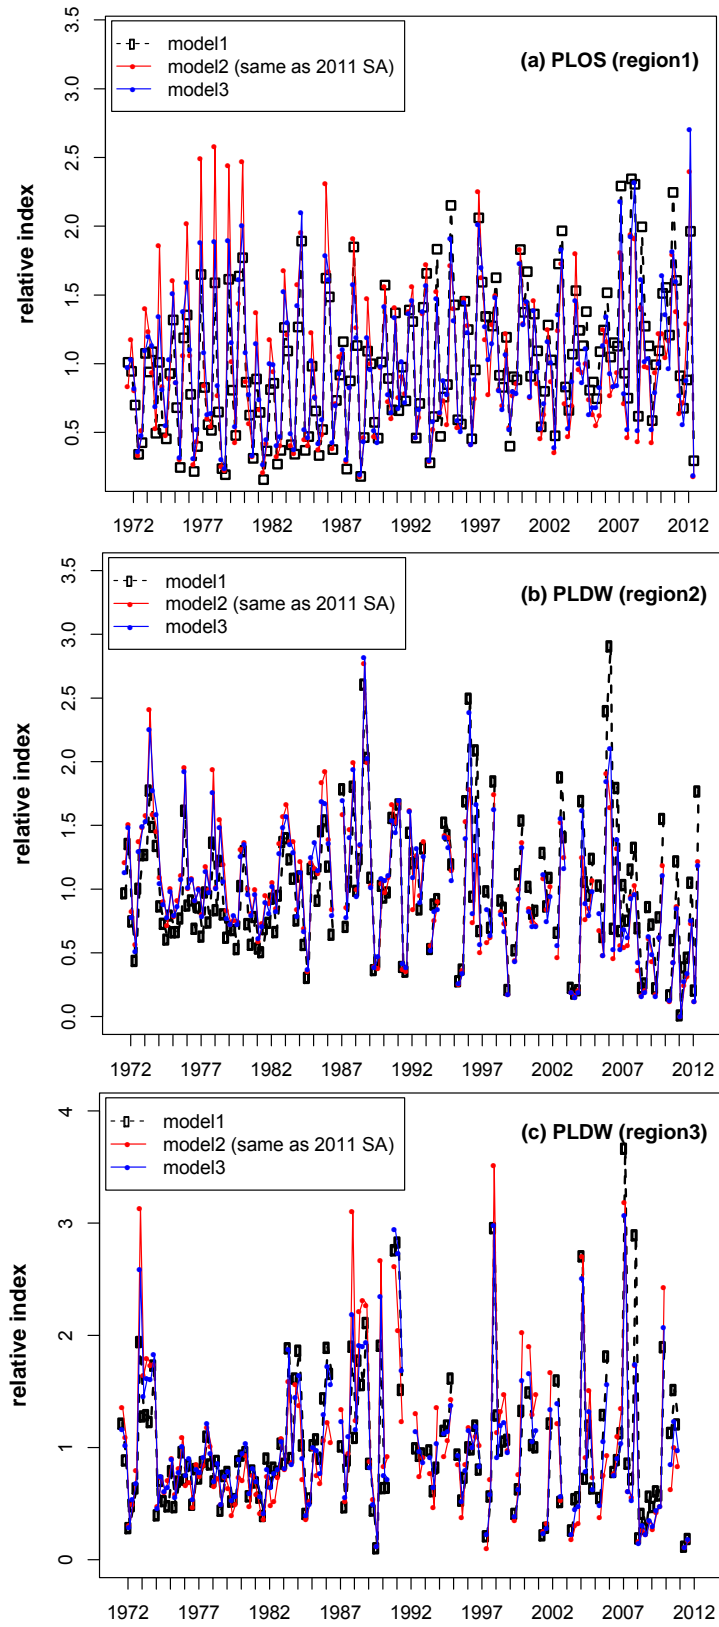 3.5
model1
model2 (same as 2011 SA)
model3
(a) PLOS (region1)
3.0
2.5
2.0
1.5
1.0
0.5
relative index
1972 1977 1982 1987 1992 1997 2002 2007 2012
3.5
model1
model2 (same as 2011 SA)
model3
(b) PLDW (region2)
3.0
2.5
2.0
1.5
1.0
0.5
0.0
relative index
1972 1977 1982 1987 1992 1997 2002 2007 2012
4
model1
model2 (same as 2011 SA)
model3
(c) PLDW (region3)
3
2
1
0
relative index
1972 1977 1982 1987 1992 1997 2002 2007 2012